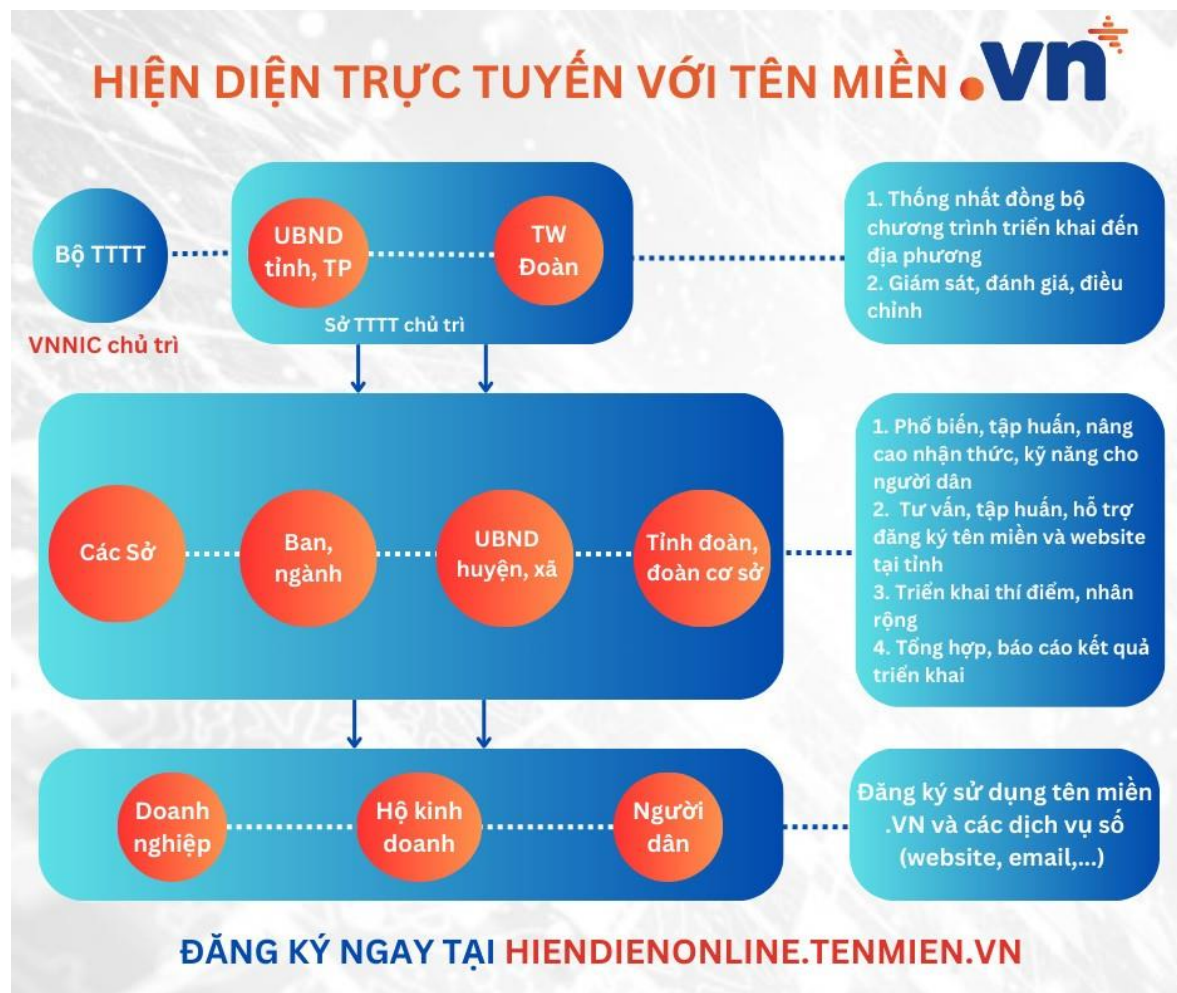 HIỆN DIỆN TRỰC TUYẾN VỚI TÊN MIỀN .vn
Bộ TTTT
VNNIC chủ trì
UBND
tỉnh, TP
TW
Đoàn
Sở TTTT chủ trì
1. Thống nhất đồng bộ
chương trình triển khai đến
địa phương
2. Giám sát, đánh giá, điều
chỉnh
Các Sở
Ban,
ngành
UBND
huyện, xã
Tỉnh đoàn,
đoàn cơ sở
1. Phổ biến, tập huấn, nâng
cao nhận thức, kỹ năng cho
người dân
2. Tư vấn, tập huấn, hỗ trợ
đăng ký tên miền và website
tại tỉnh
3. Triển khai thí điểm, nhân
rộng
4. Tổng hợp, báo cáo kết quả
triển khai
Doanh
nghiệp
Hộ kinh
doanh
Người
dân
Đăng ký sử dụng tên miền
.VN và các dịch vụ số
(website, email,...)
ĐĂNG KÝ NGAY TẠI HIENDIENONLINE.TENMIEN.VN